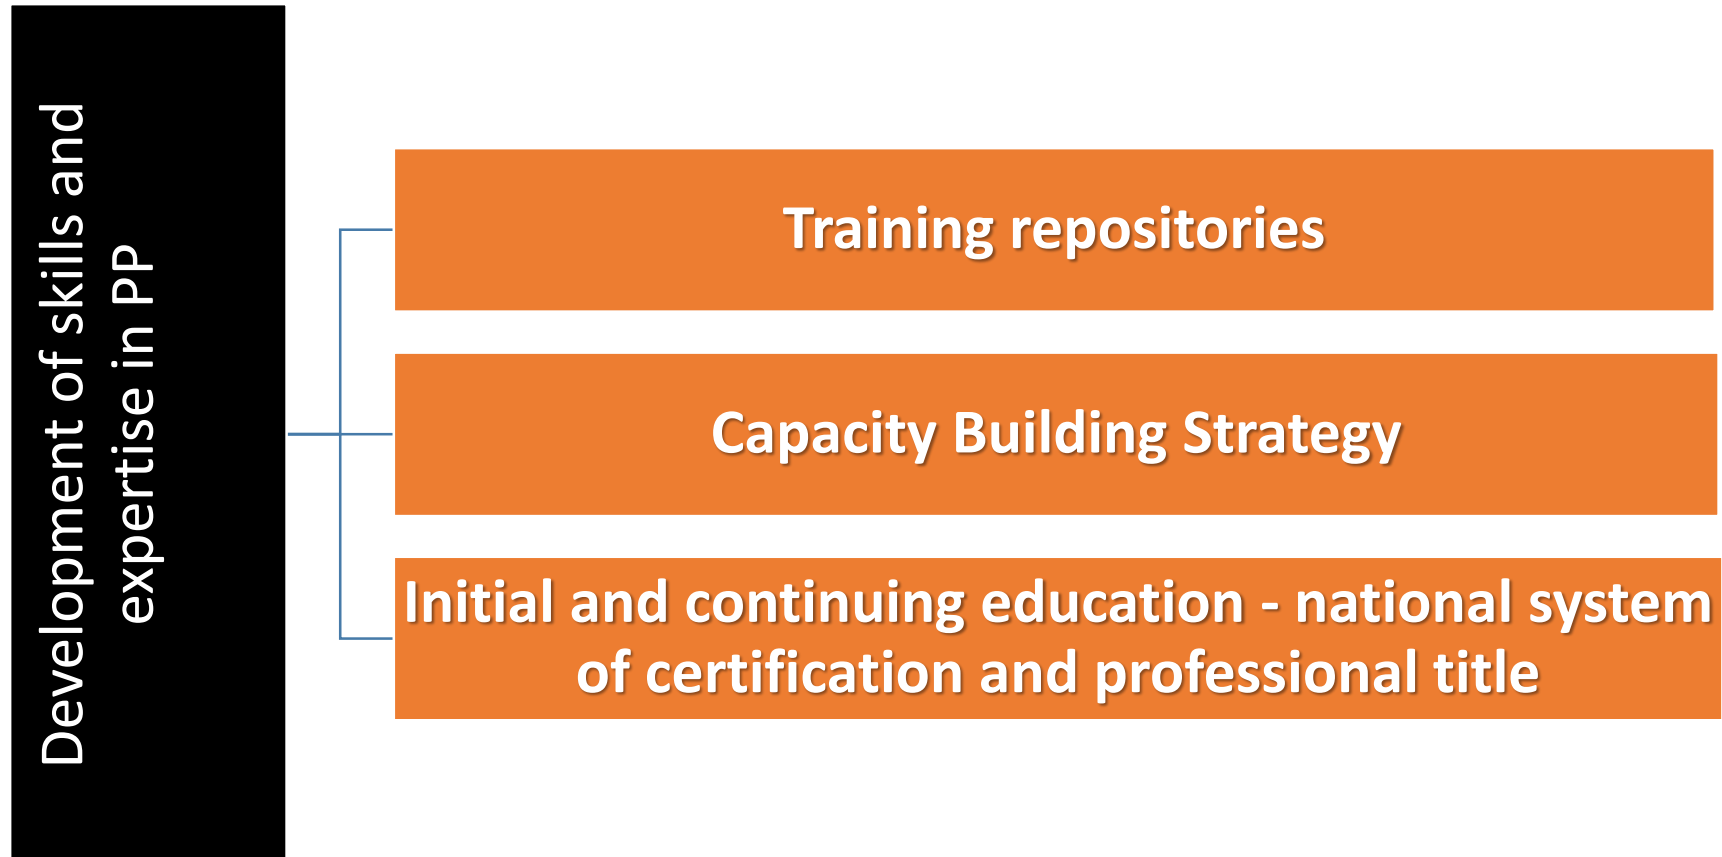 Development of skills and
expertise in PP
Training repositories
Capacity Building Strategy
Initial and continuing education - national system
of certification and professional title